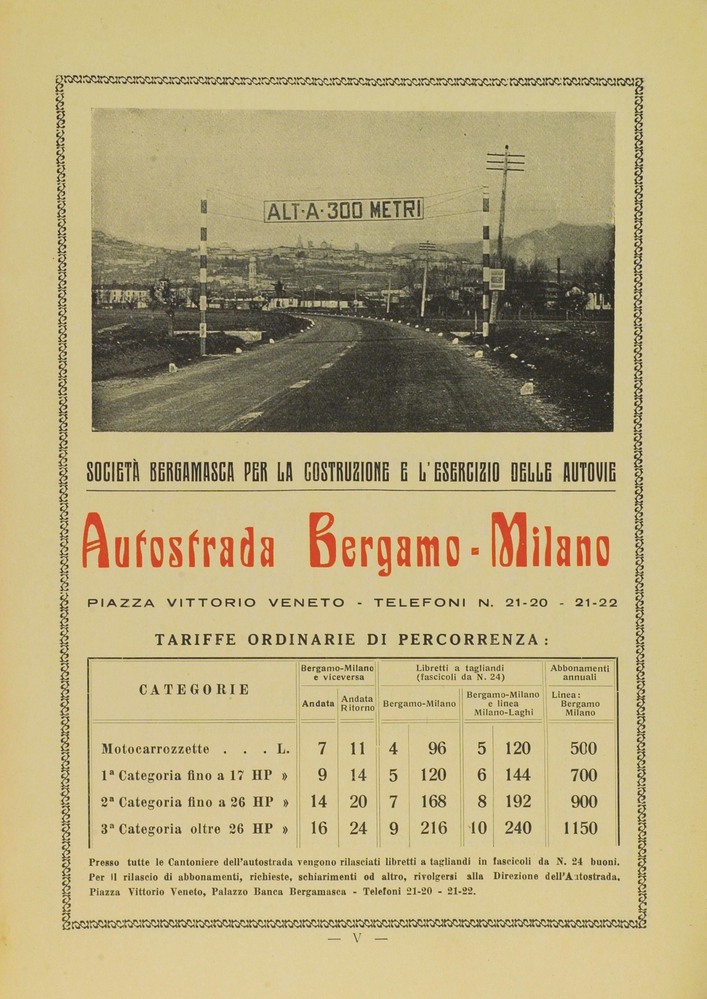 ALT·A·300 METRI
SOCIETÀ BERGAMASCA PER LA COSTRUZIONE E L'ESERCIZIO DELLE AUTOVIE
Autostrada Bergamo - Milano
PIAZZA VITTORIO VENETO - TELEFONI N. 21-20 - 21-22
TARIFFE ORDINARIE DI PERCORRENZA:
CATEGORIE
Bergamo-Milano
e viceversa
Andata
Andata
Ritorno
Libretti a tagliandi
(fascicoli da N. 24)
Bergamo-Milano
Bergamo-Milano
e linea
Milano-Laghi
Abbonamenti
annuali
Linea:
Bergamo
Milano
Motocarrozzette . . . L. 7 11 4 96 5 120 500
1ª Categoria fino a 17 HP » 9 14 5 120 6 144 700
2ª Categoria fino a 26 HP » 14 20 7 168 8 192 900
3ª Categoria oltre 26 HP » 16 24 9 216 10 240 1150
Presso tutte le Cantoniere dell'autostrada vengono rilasciati libretti a tagliandi in fascicoli da N. 24 buoni.
Per il rilascio di abbonamenti, richieste, schiarimenti od altro, rivolgersi alla Direzione dell'Autostrada,
Piazza Vittorio Veneto, Palazzo Banca Bergamasca - Telefoni 21-20 - 21-22.
— V —